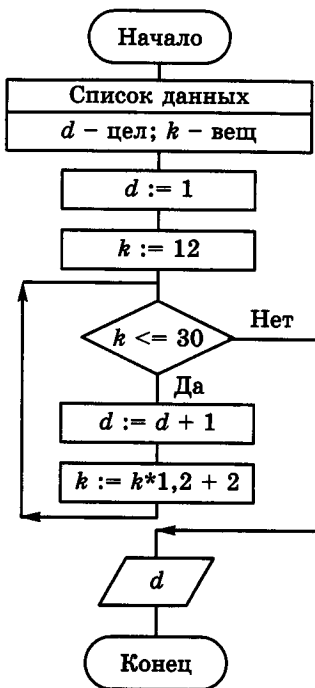 Начало
Список данных
d – цел; k – вещ
d := 1
k := 12
k <= 30
Нет
Да
d := d + 1
k := k*1,2 + 2
d
Конец